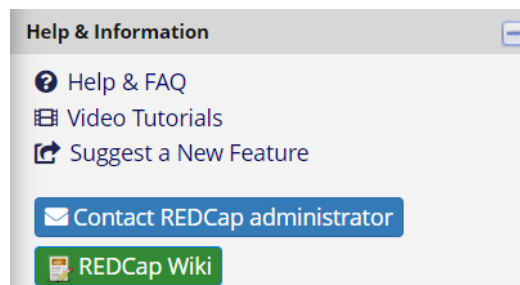 Help & Information
Help & FAQ
Video Tutorials
Suggest a New Feature
Contact REDCap administrator
REDCap Wiki